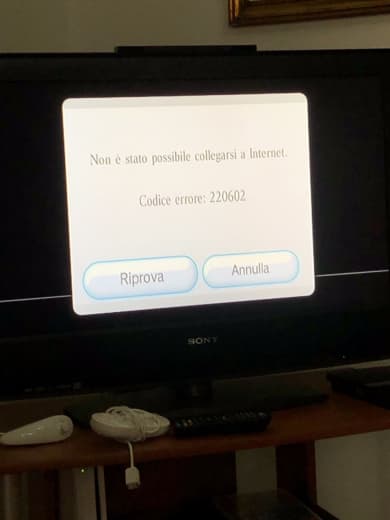 Non è stato possibile collegarsi a Internet.
Codice errore: 220602
Riprova
Annulla
SONY